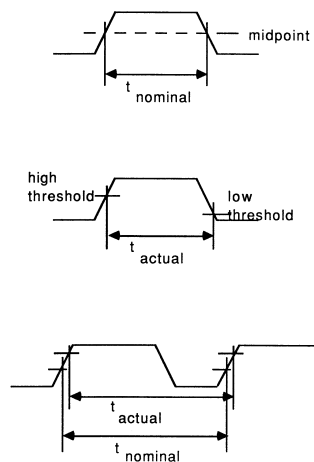 midpoint
t
nominal
high
threshold
low
threshold
t
actual
t
actual
t
nominal